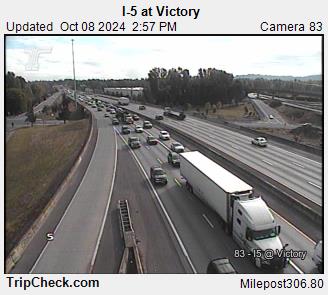 I-5 at Victory
Updated Oct 08 2024 2:57 PM Camera 83
S
83 - I5 @ Victory
TripCheck.com Milepost306.80